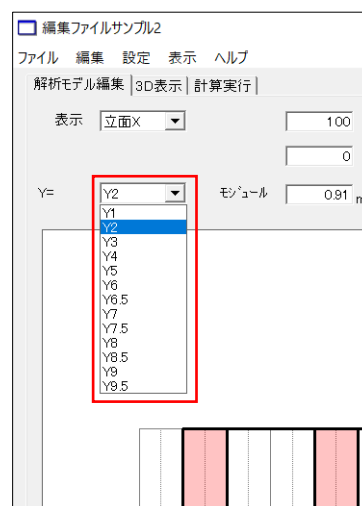 編集ファイルサンプル2
ファイル 編集 設定 表示 ヘルプ
解析モデル編集 3D表示 計算実行
表示 立面X 100
0
Y= Y2 モジュール 0.91 m
Y1
Y2
Y3
Y4
Y5
Y6
Y6.5
Y7
Y7.5
Y8
Y8.5
Y9
Y9.5